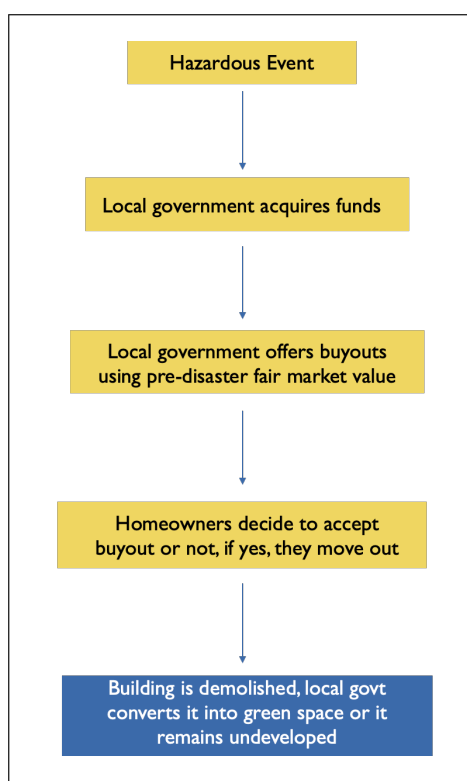 Hazardous Event
Local government acquires funds
Local government offers buyouts
using pre-disaster fair market value
Homeowners decide to accept
buyout or not, if yes, they move out
Building is demolished, local govt
converts it into green space or it
remains undeveloped